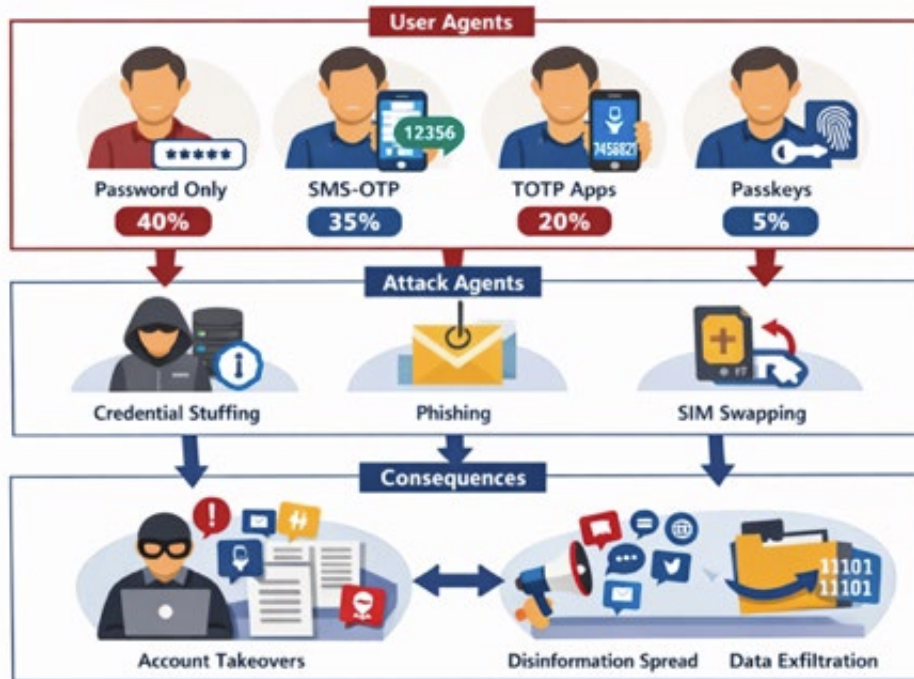 User Agents
*****
12356
7456821
Password Only
SMS-OTP
TOTP Apps
Passkeys
40%
35%
20%
5%
Attack Agents
Credential Stuffing
Phishing
SIM Swapping
Consequences
!
11101
11101
Account Takeovers
Disinformation Spread
Data Exfiltration